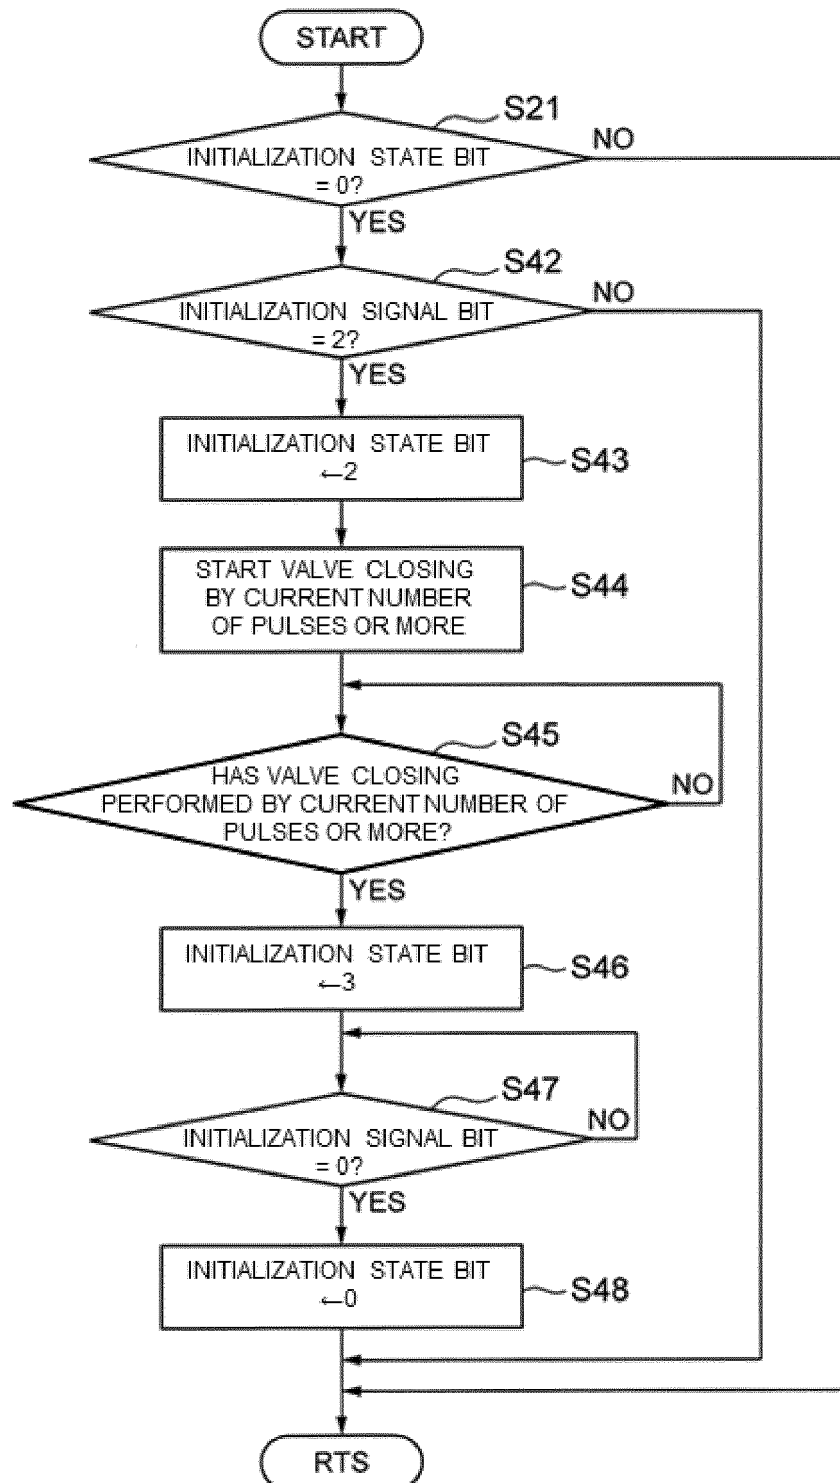 START
S21
NO
INITIALIZATION STATE BIT
= 0?
YES
S42
NO
INITIALIZATION SIGNAL BIT
= 2?
YES
INITIALIZATION STATE BIT
←2
S43
START VALVE CLOSING
BY CURRENT NUMBER
OF PULSES OR MORE
S44
S45
HAS VALVE CLOSING
PERFORMED BY CURRENT NUMBER OF
PULSES OR MORE?
NO
YES
INITIALIZATION STATE BIT
←3
S46
S47
NO
INITIALIZATION SIGNAL BIT
= 0?
YES
INITIALIZATION STATE BIT
←0
S48
RTS